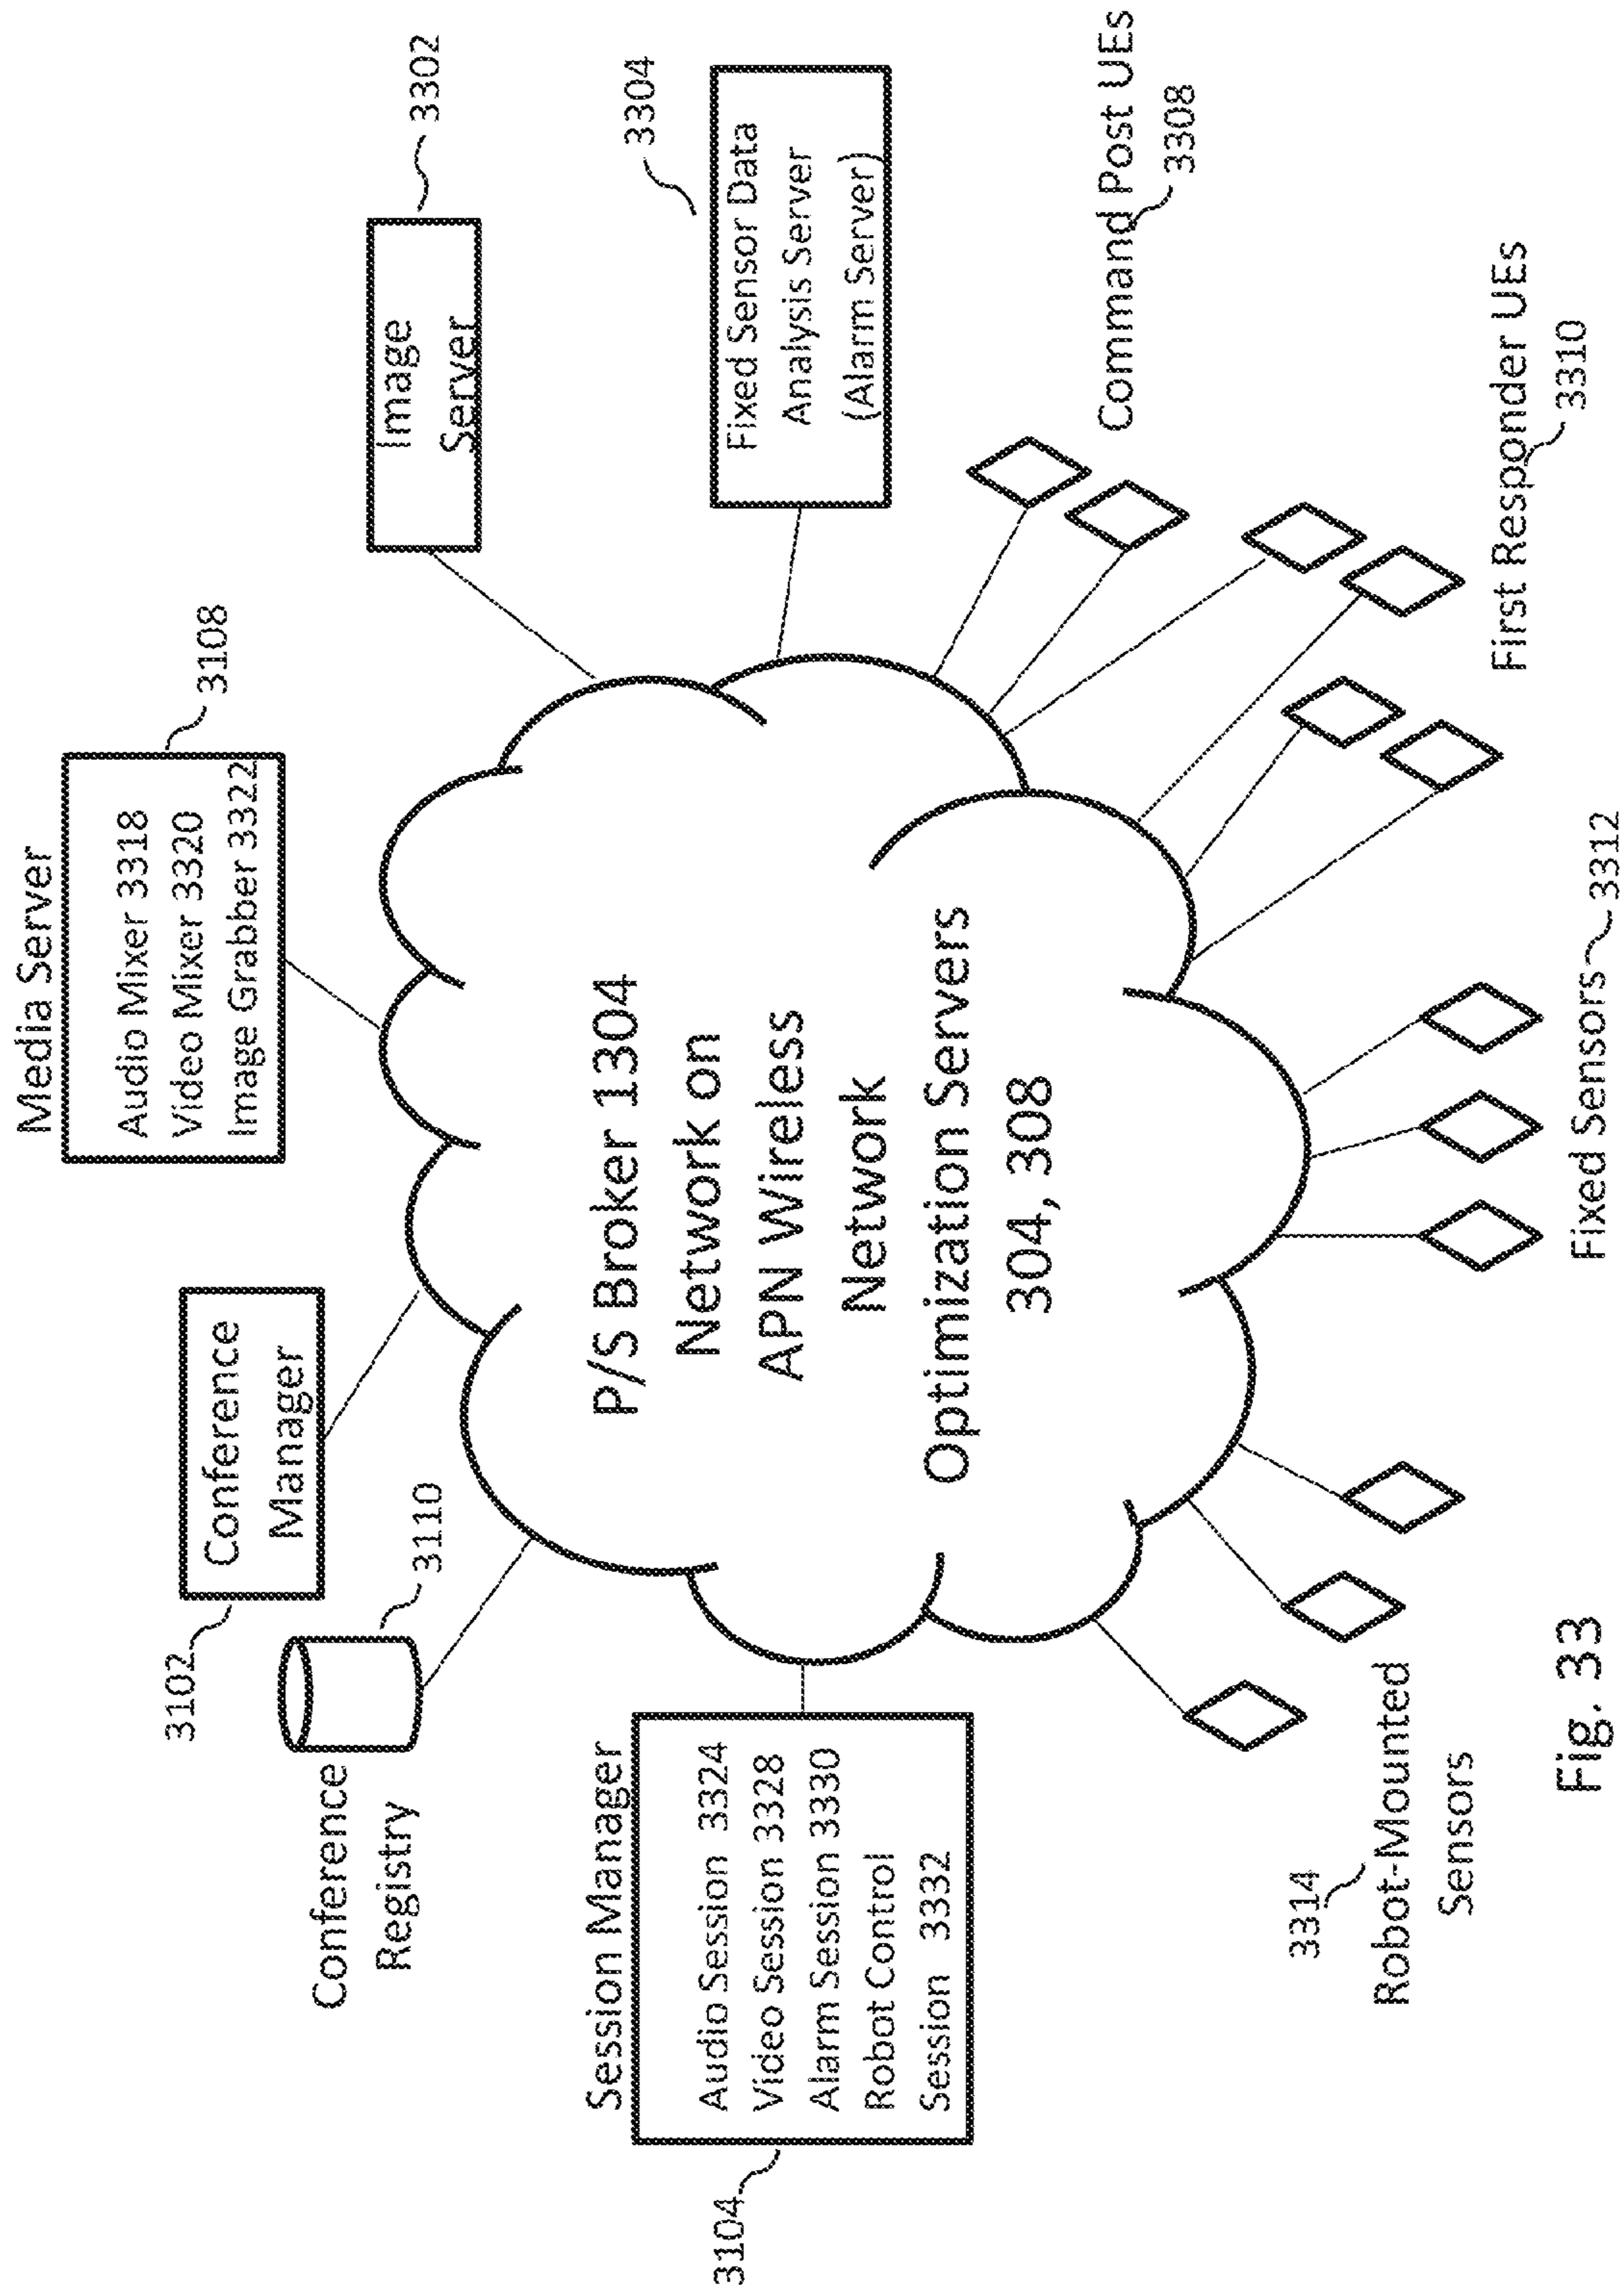 Media Server
3108
Audio Mixer 3318
Video Mixer 3320
Image Grabber 3322
3102
Conference
Manager
3110
Conference
Registry
3302
Image
Server
3304
Fixed Sensor Data
Analysis Server
(Alarm Server)
Session Manager
Audio Session 3324
Video Session 3328
Alarm Session 3330
Robot Control
Session 3332
3104
P/S Broker 1304
Network on
APN Wireless
Network
Optimization Servers
304, 308
Command Post UEs
3308
First Responder UEs
3310
Fixed Sensors 3312
3314
Robot-Mounted
Sensors
Fig. 33